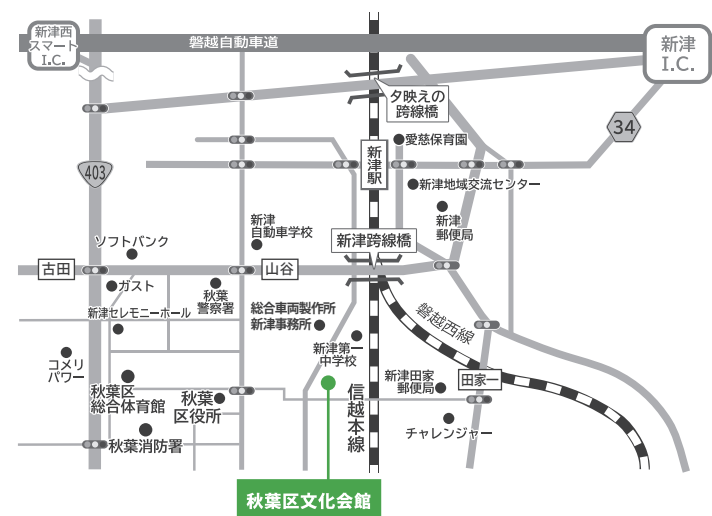 新津西
スマート
I.C.
磐越自動車道
新津
I.C.
夕映えの
跨線橋
34
愛慈保育園
新津駅
403
新津地域交流センター
新津
自動車学校
新津
郵便局
ソフトバンク
新津跨線橋
古田
山谷
ガスト
秋葉
警察署
新津セレモニーホール
総合車両製作所
新津事務所
磐越西線
新津第一
中学校
コメリ
パワー
秋葉区
総合体育館
秋葉
区役所
信越本線
新津田家
郵便局
田家一
チャレンジャー
秋葉消防署
秋葉区文化会館